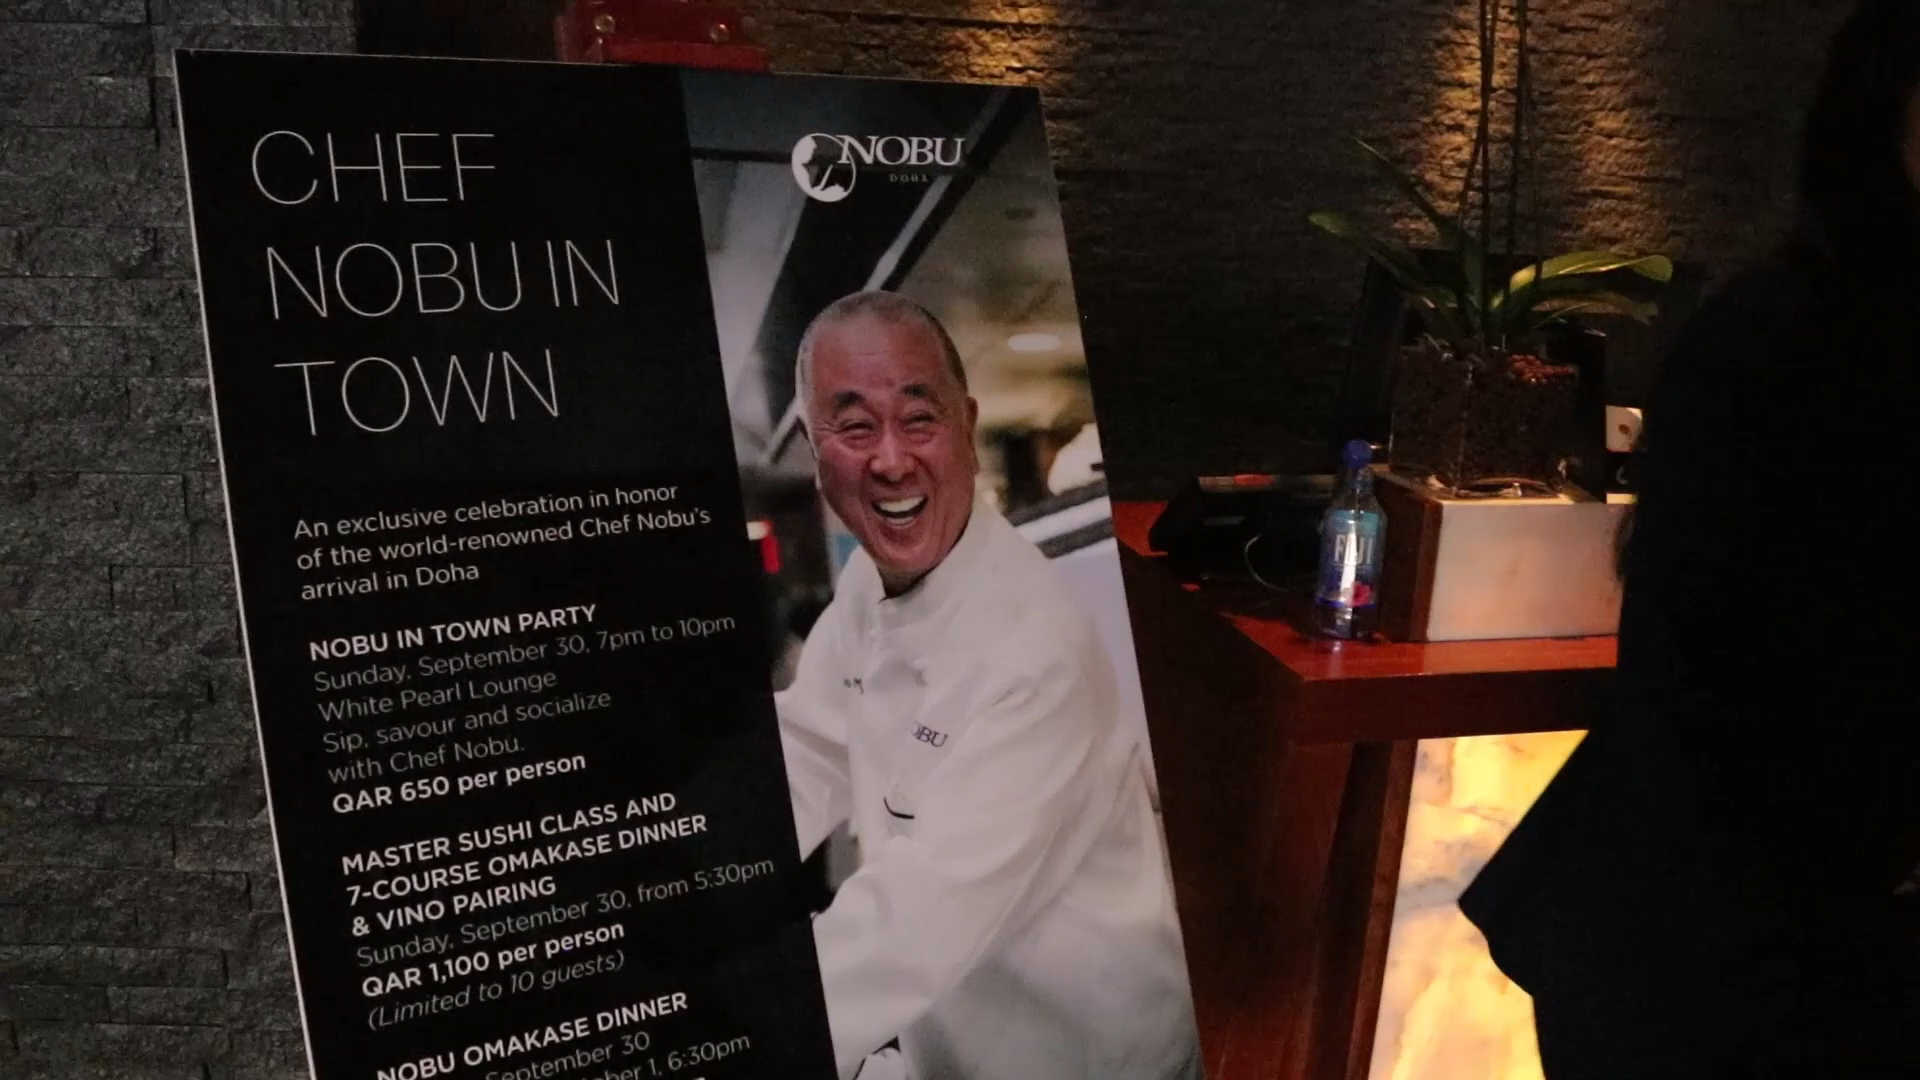 CHEF
NOBU IN
TOWN
An exclusive celebration in honor
of the world-renowned Chef Nobu's
arrival in Doha
NOBU IN TOWN PARTY
Sunday, September 30, 7pm to 10pm
White Pearl Lounge
Sip, savour and socialize
with Chef Nobu.
QAR 650 per person
MASTER SUSHI CLASS AND
7-COURSE OMAKASE DINNER
& VINO PAIRING
Sunday, September 30, from 5:30pm
QAR 1,100 per person
(Limited to 10 guests)
NOBU OMAKASE DINNER
September 30
1, 6:30pm
NOBU
DOHA
FIJI